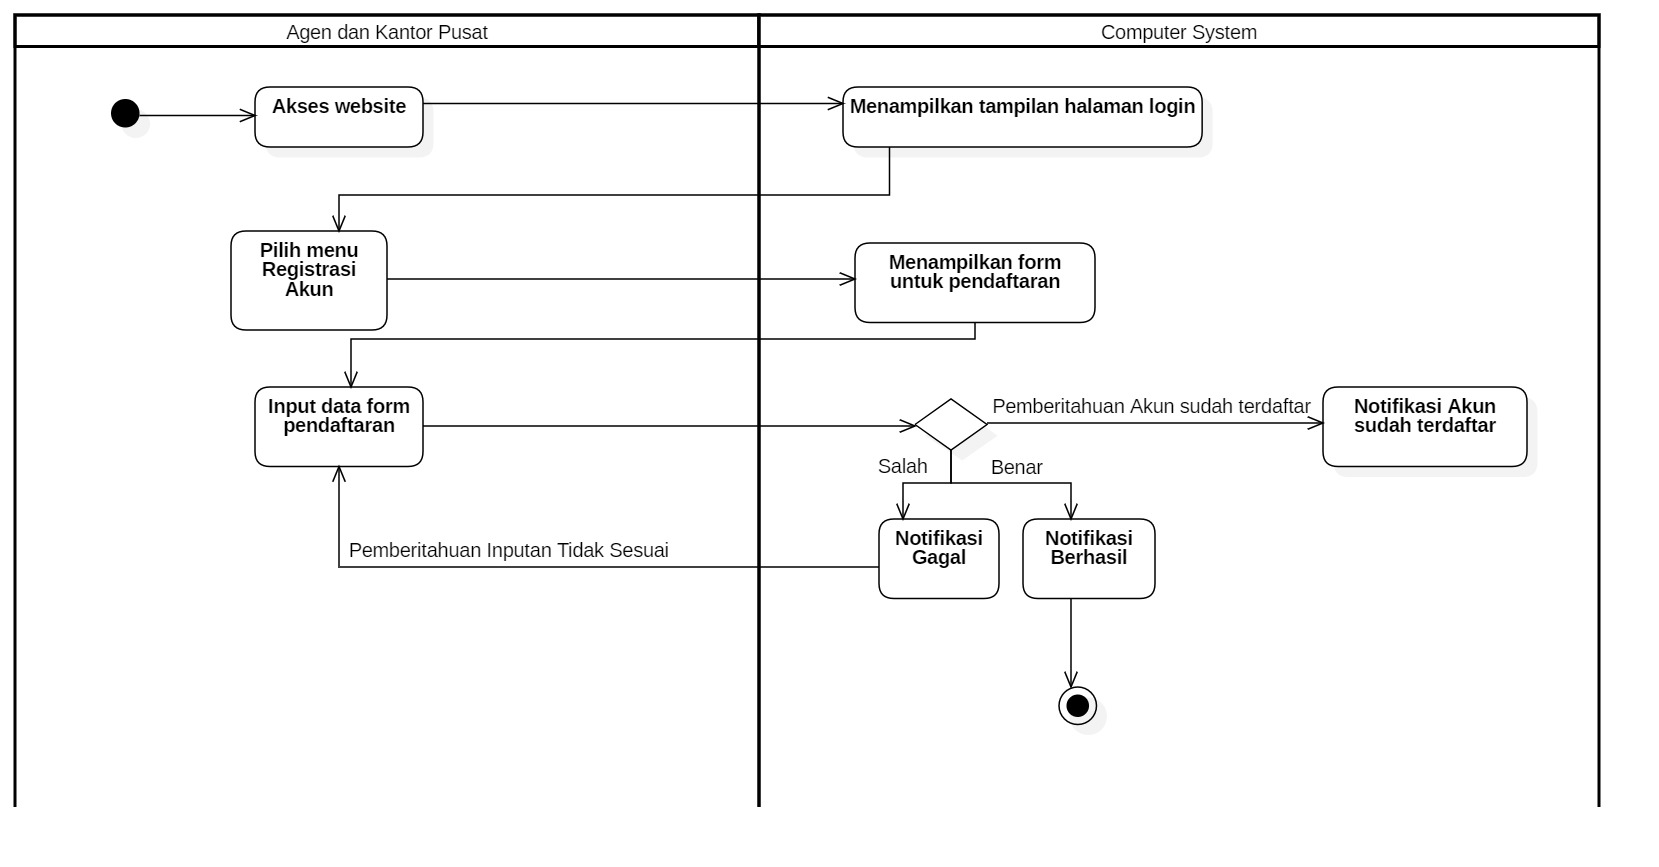 Agen dan Kantor Pusat
Computer System
Akses website
Menampilkan tampilan halaman login
Pilih menu
Registrasi
Akun
Menampilkan form
untuk pendaftaran
Input data form
pendaftaran
Pemberitahuan Akun sudah terdaftar
Notifikasi Akun
sudah terdaftar
Salah
Benar
Notifikasi
Gagal
Notifikasi
Berhasil
Pemberitahuan Inputan Tidak Sesuai